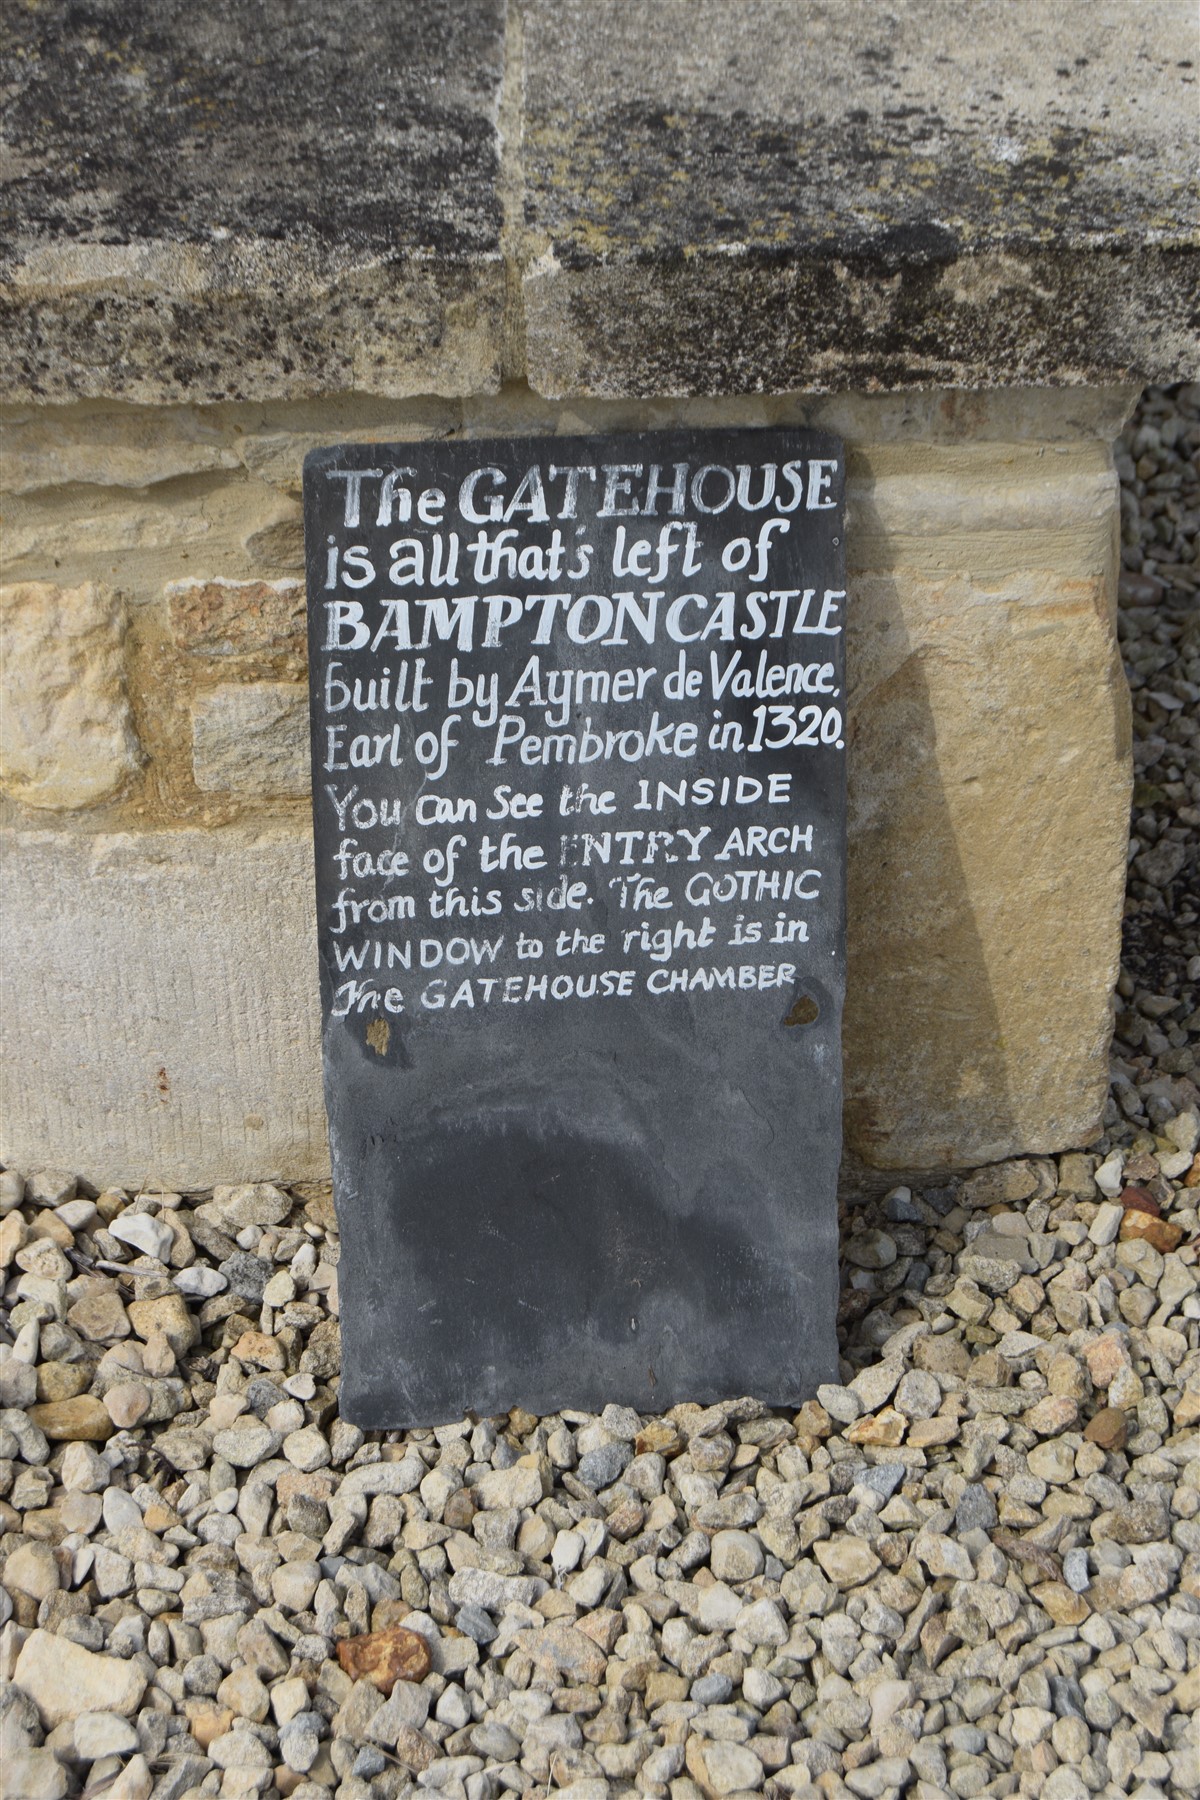 The GATEHOUSE
is all that's left of
BAMPTON CASTLE
built by Aymer de Valence,
Earl of Pembroke in 1320.
You can See the INSIDE
face of the ENTRY ARCH
from this side. The GOTHIC
WINDOW to the right is in
The GATEHOUSE CHAMBER